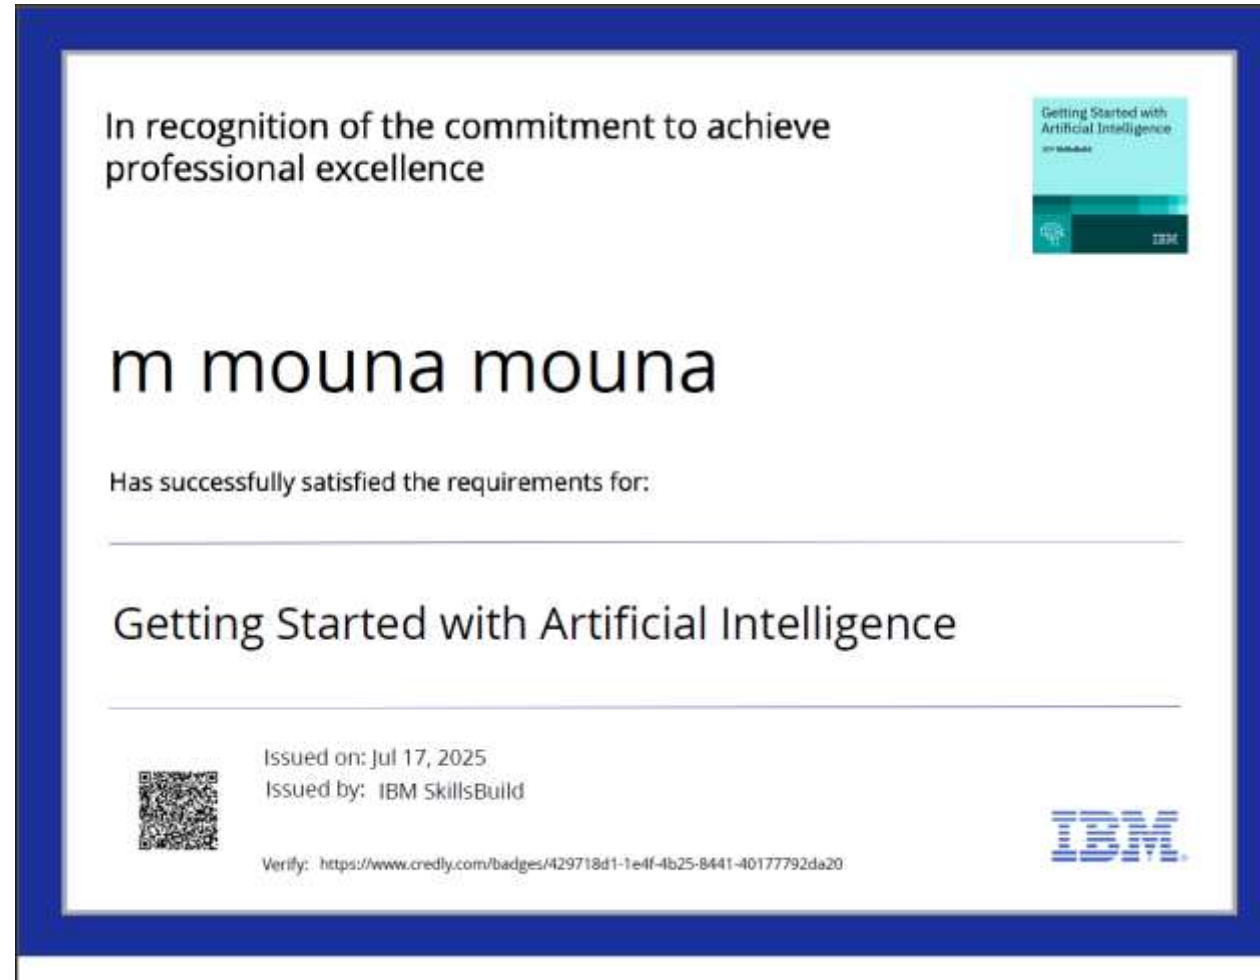 In recognition of the commitment to achieve
professional excellence
Getting Started with
Artificial Intelligence
IBM SkillsBuild
IBM
m mouna mouna
Has successfully satisfied the requirements for:
Getting Started with Artificial Intelligence
Issued on: Jul 17, 2025
Issued by: IBM SkillsBuild
Verify: https://www.credly.com/badges/429718d1-1e4f-4b25-8441-40177792da20
IBM.